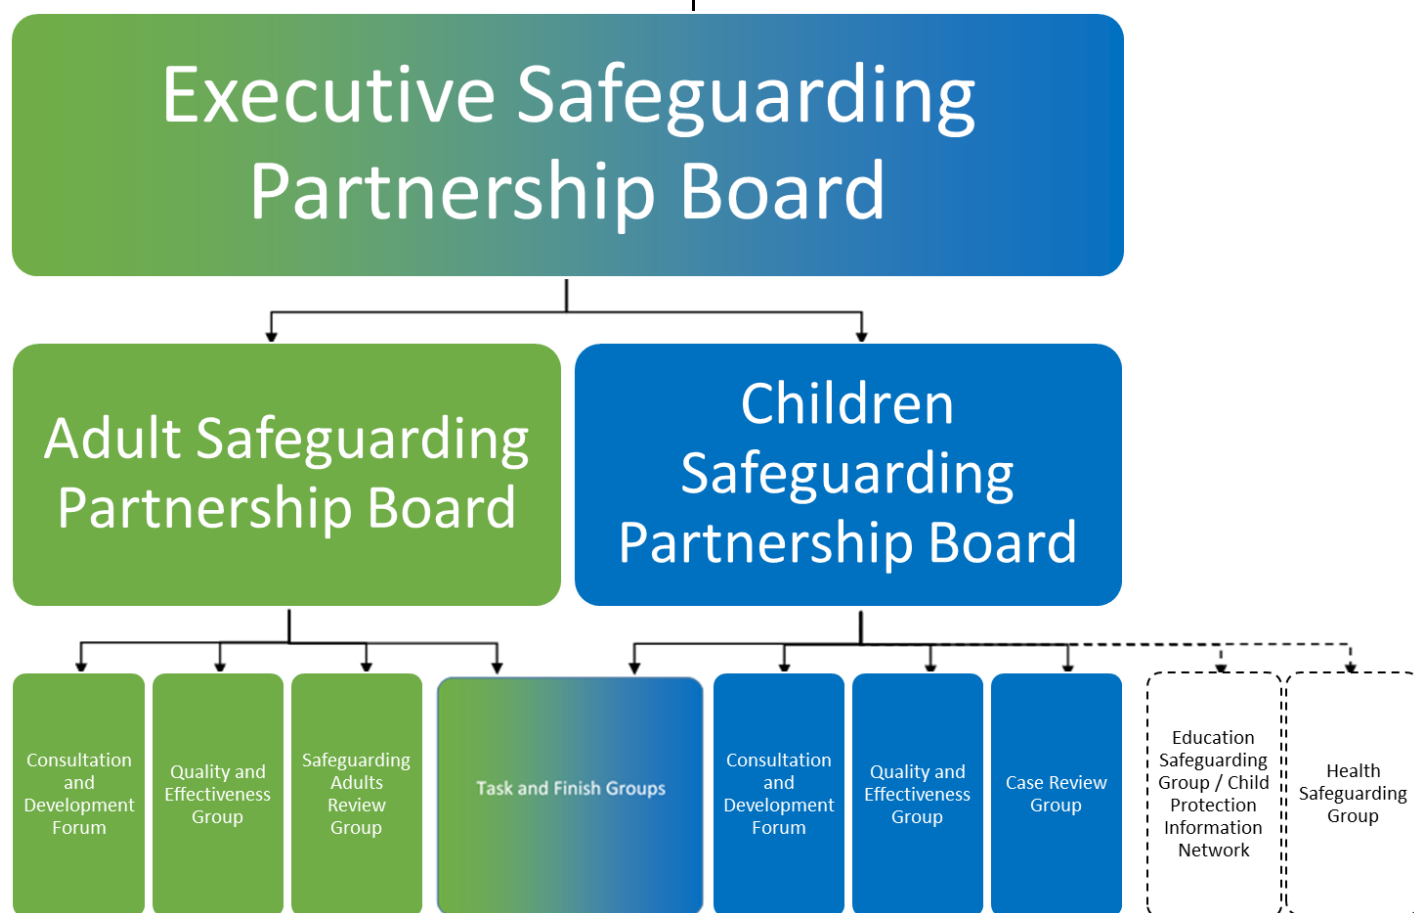 Executive Safeguarding
Partnership Board
Adult Safeguarding
Partnership Board
Children
Safeguarding
Partnership Board
Consultation
and
Development
Forum
Quality and
Effectiveness
Group
Safeguarding
Adults
Review
Group
Task and Finish Groups
Consultation
and
Development
Forum
Quality and
Effectiveness
Group
Case Review
Group
Education
Safeguarding
Group / Child
Protection
Information
Network
Health
Safeguarding
Group